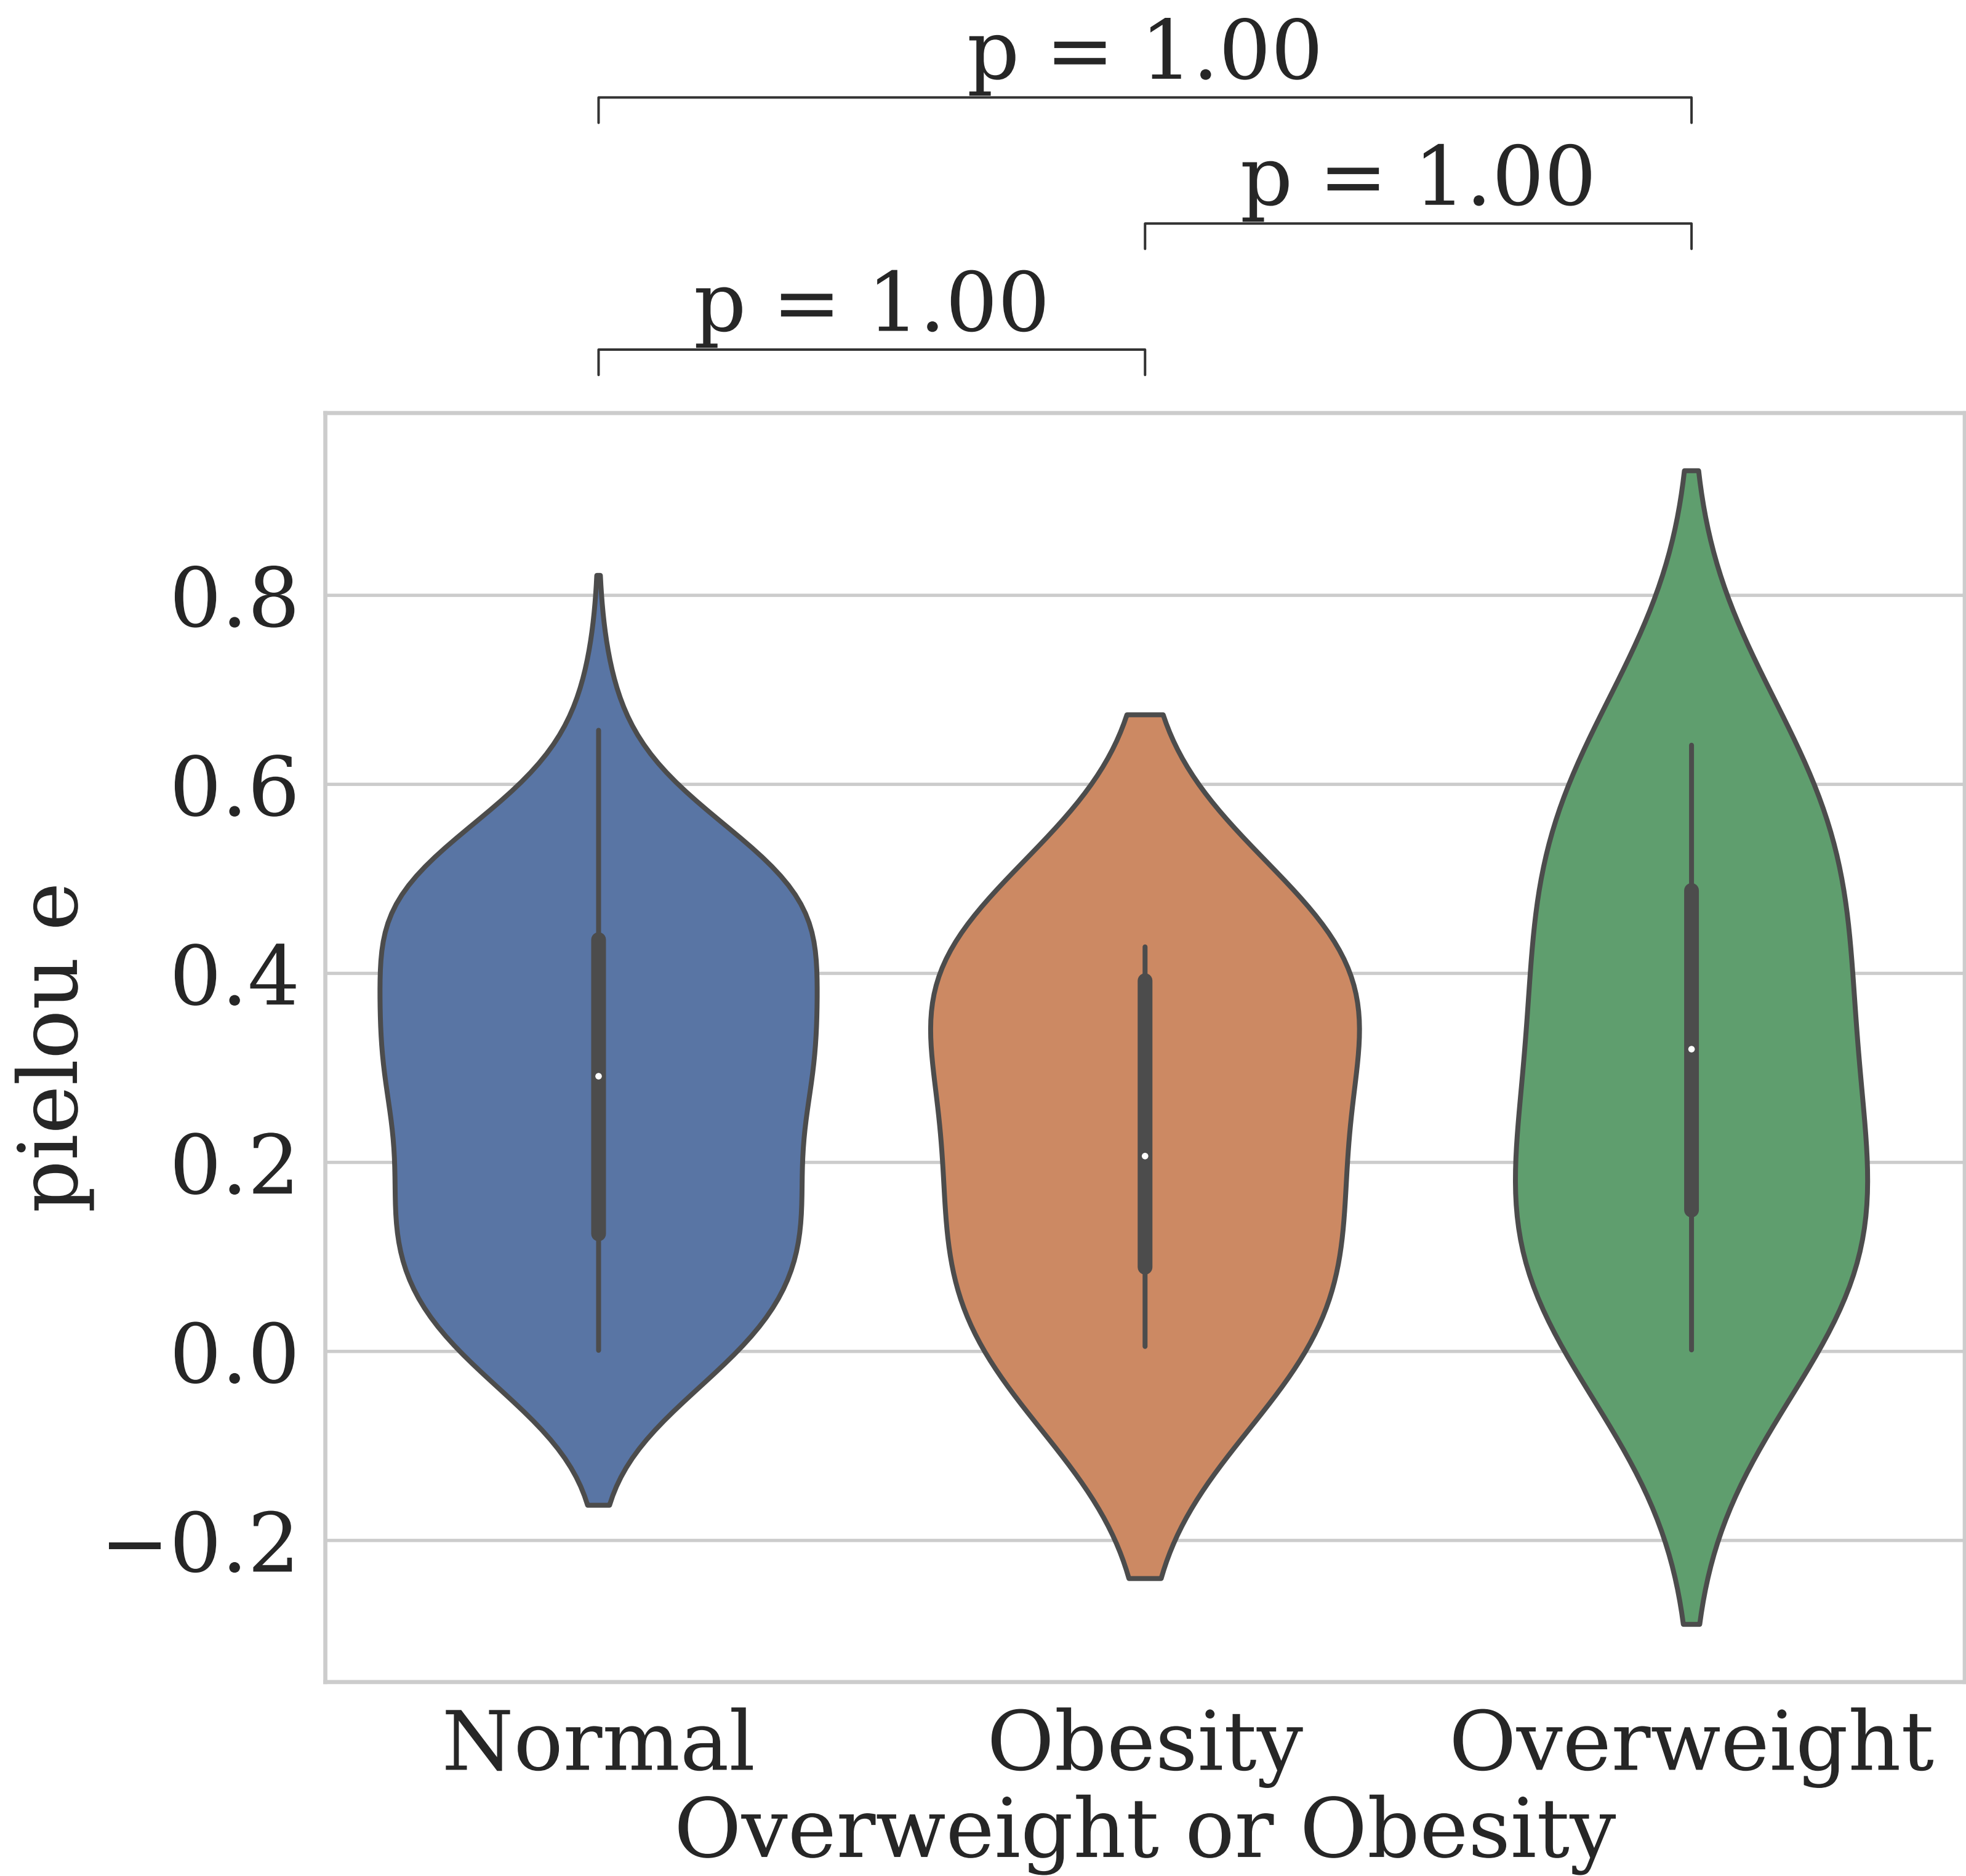 p = 1.00
p = 1.00
p = 1.00
0.8
0.6
0.4
0.2
0.0
−0.2
pielou e
Normal
Obesity
Overweight
Overweight or Obesity